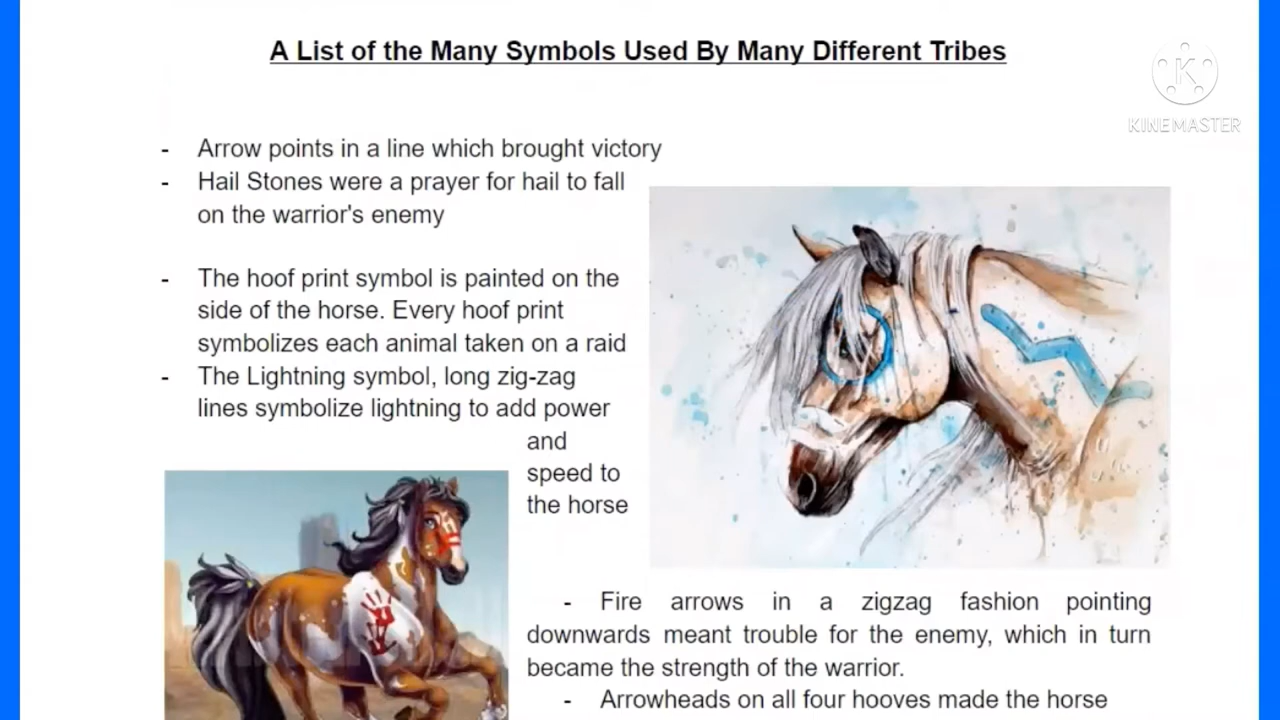 A List of the Many Symbols Used By Many Different Tribes
KINEMASTER
- Arrow points in a line which brought victory
- Hail Stones were a prayer for hail to fall
on the warrior's enemy
- The hoof print symbol is painted on the
side of the horse. Every hoof print
symbolizes each animal taken on a raid
- The Lightning symbol, long zig-zag
lines symbolize lightning to add power
and
speed to
the horse
- Fire arrows in a zigzag fashion pointing
downwards meant trouble for the enemy, which in turn
became the strength of the warrior.
- Arrowheads on all four hooves made the horse